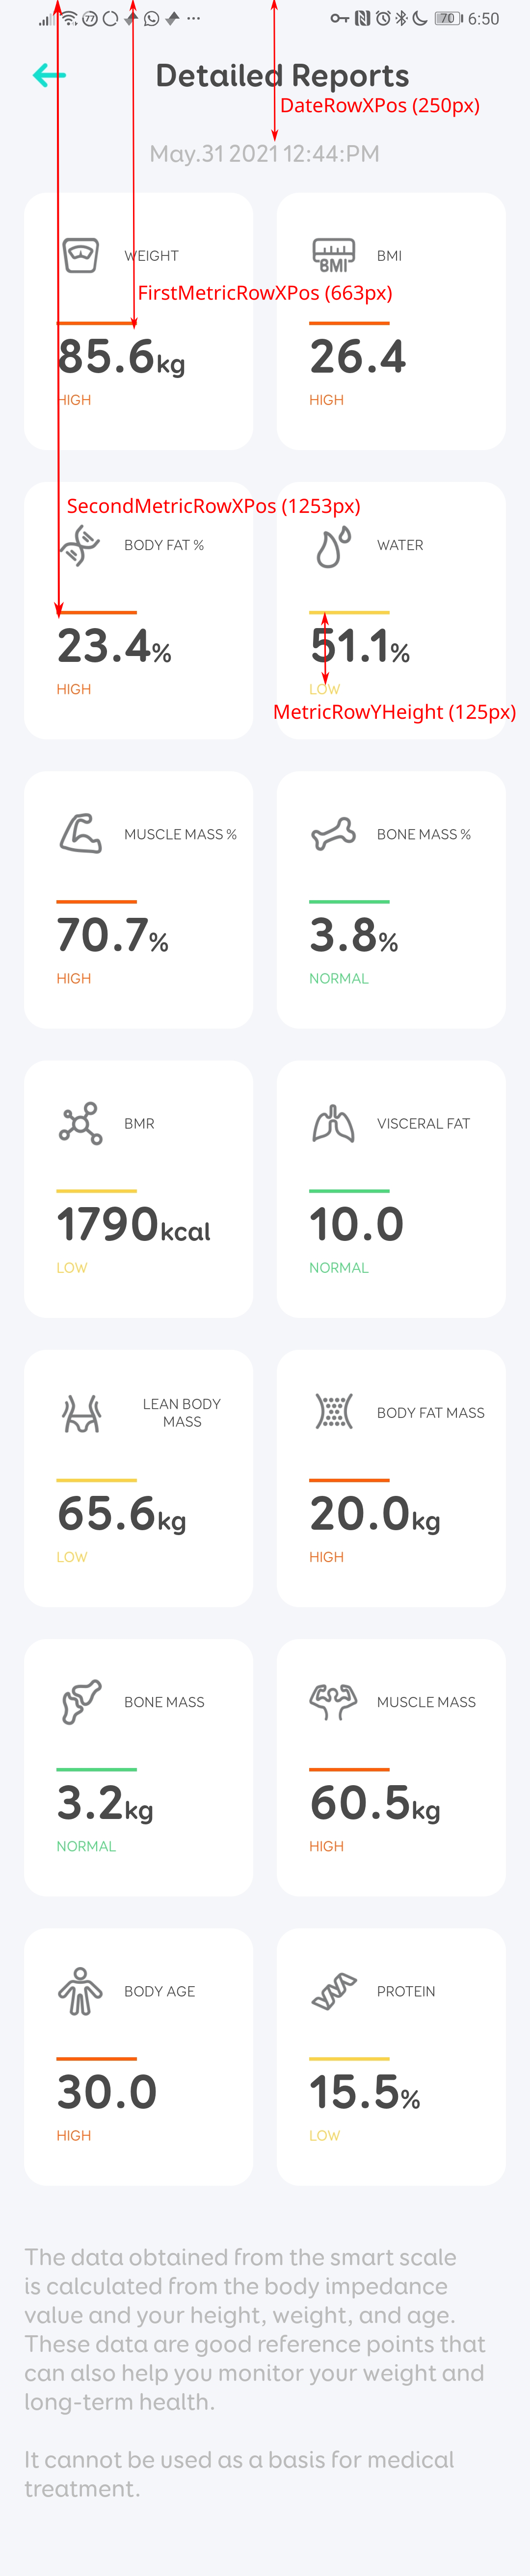 77 ... 70 6:50
Detailed Reports
DateRowXPos (250px)
May.31 2021 12:44:PM
WEIGHT
BMI
BMI
FirstMetricRowXPos (663px)
85.6kg
26.4
HIGH
HIGH
SecondMetricRowXPos (1253px)
BODY FAT %
WATER
23.4%
51.1%
HIGH
LOW
MetricRowYHeight (125px)
MUSCLE MASS %
BONE MASS %
70.7%
3.8%
HIGH
NORMAL
BMR
VISCERAL FAT
1790kcal
10.0
LOW
NORMAL
LEAN BODY
MASS
BODY FAT MASS
65.6kg
20.0kg
LOW
HIGH
BONE MASS
MUSCLE MASS
3.2kg
60.5kg
NORMAL
HIGH
BODY AGE
PROTEIN
30.0
15.5%
HIGH
LOW
The data obtained from the smart scale
is calculated from the body impedance
value and your height, weight, and age.
These data are good reference points that
can also help you monitor your weight and
long-term health.
It cannot be used as a basis for medical
treatment.